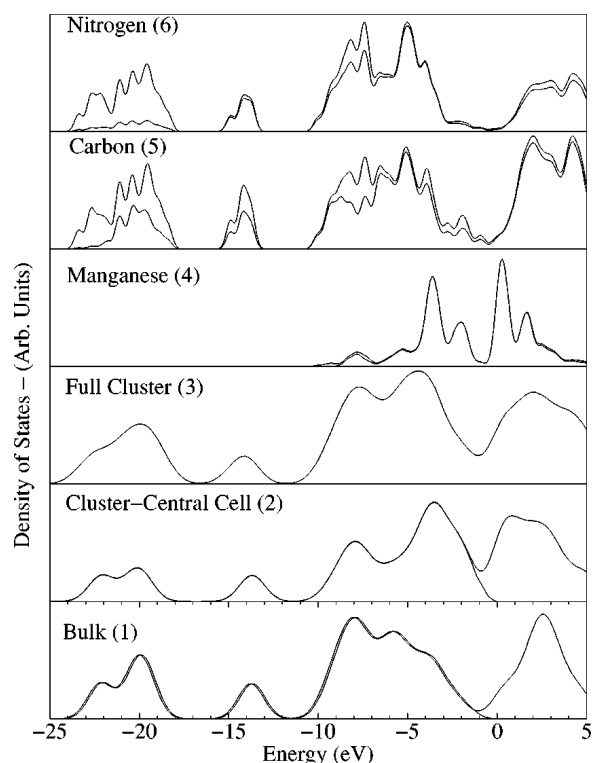 Nitrogen (6)
Carbon (5)
Manganese (4)
Full Cluster (3)
Cluster−Central Cell (2)
Bulk (1)
Density of States − (Arb. Units)
−25 −20 −15 −10 −5 0 5
Energy (eV)